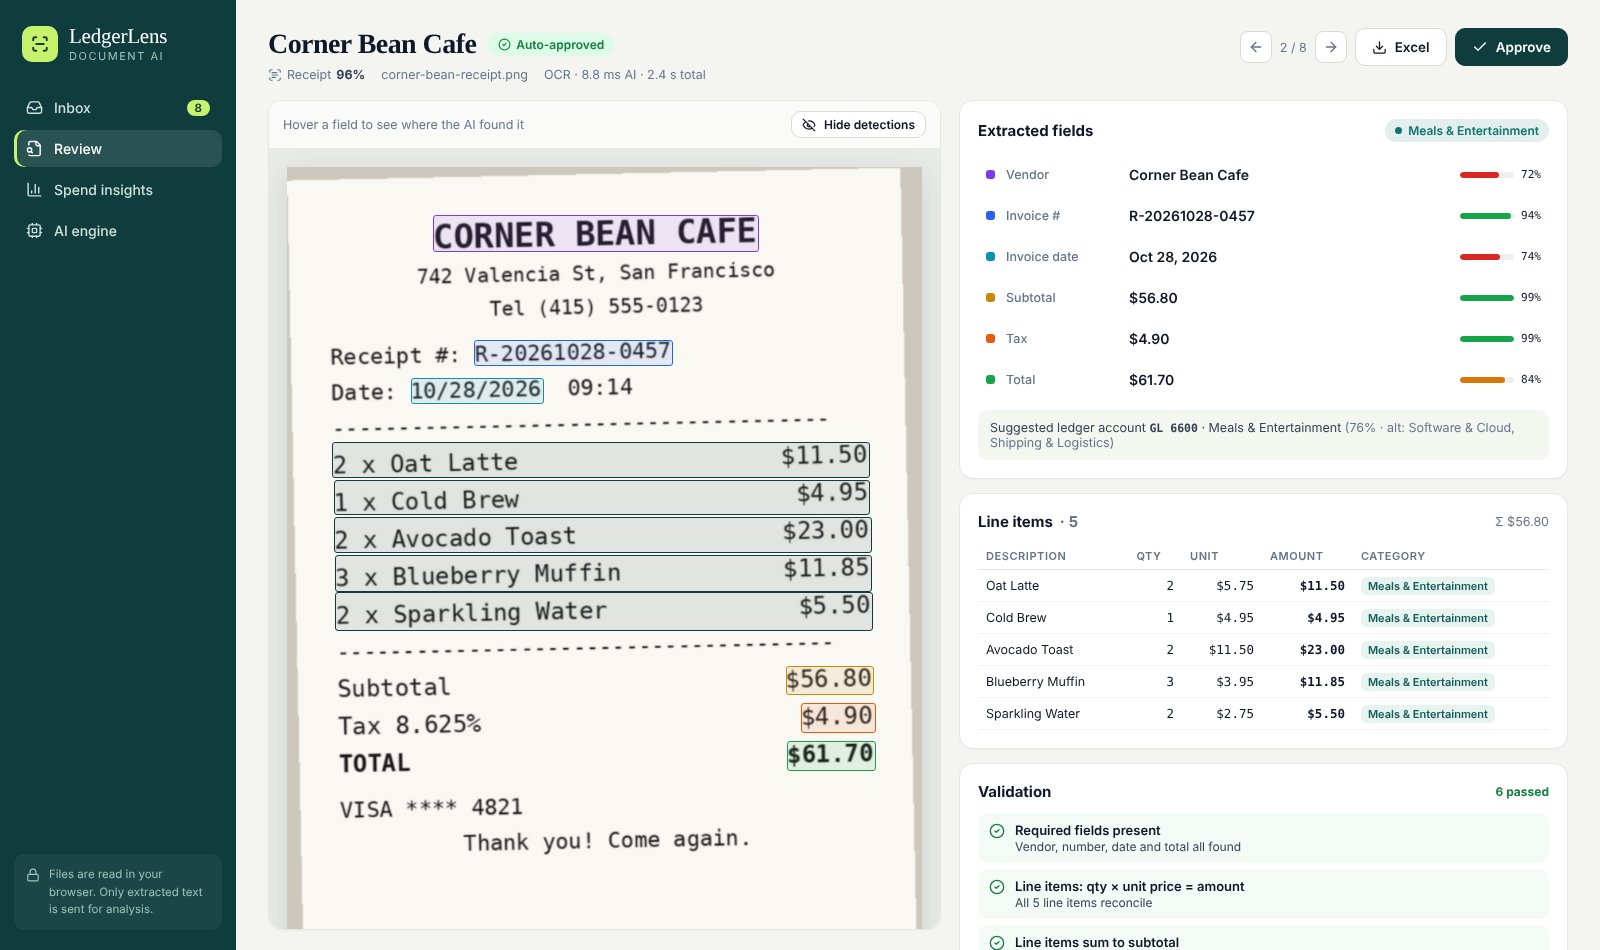 LedgerLens
DOCUMENT AI
Inbox 8
Review
Spend insights
AI engine
Files are read in your
browser. Only extracted text
is sent for analysis.
Corner Bean Cafe Auto-approved
Receipt 96% corner-bean-receipt.png OCR · 8.8 ms AI · 2.4 s total
2 / 8 Excel Approve
Hover a field to see where the AI found it Hide detections
CORNER BEAN CAFE
742 Valencia St, San Francisco
Tel (415) 555-0123
Receipt #: R-20261028-0457
Date: 10/28/2026 09:14
--------------------------------------
2 x Oat Latte $11.50
1 x Cold Brew $4.95
2 x Avocado Toast $23.00
3 x Blueberry Muffin $11.85
2 x Sparkling Water $5.50
--------------------------------------
Subtotal $56.80
Tax 8.625% $4.90
TOTAL $61.70
VISA **** 4821
Thank you! Come again.
Extracted fields Meals & Entertainment
Vendor Corner Bean Cafe 72%
Invoice # R-20261028-0457 94%
Invoice date Oct 28, 2026 74%
Subtotal $56.80 99%
Tax $4.90 99%
Total $61.70 84%
Suggested ledger account GL 6600 · Meals & Entertainment (76% · alt: Software & Cloud,
Shipping & Logistics)
Line items · 5 Σ $56.80
DESCRIPTION QTY UNIT AMOUNT CATEGORY
Oat Latte 2 $5.75 $11.50 Meals & Entertainment
Cold Brew 1 $4.95 $4.95 Meals & Entertainment
Avocado Toast 2 $11.50 $23.00 Meals & Entertainment
Blueberry Muffin 3 $3.95 $11.85 Meals & Entertainment
Sparkling Water 2 $2.75 $5.50 Meals & Entertainment
Validation 6 passed
Required fields present
Vendor, number, date and total all found
Line items: qty × unit price = amount
All 5 line items reconcile
Line items sum to subtotal